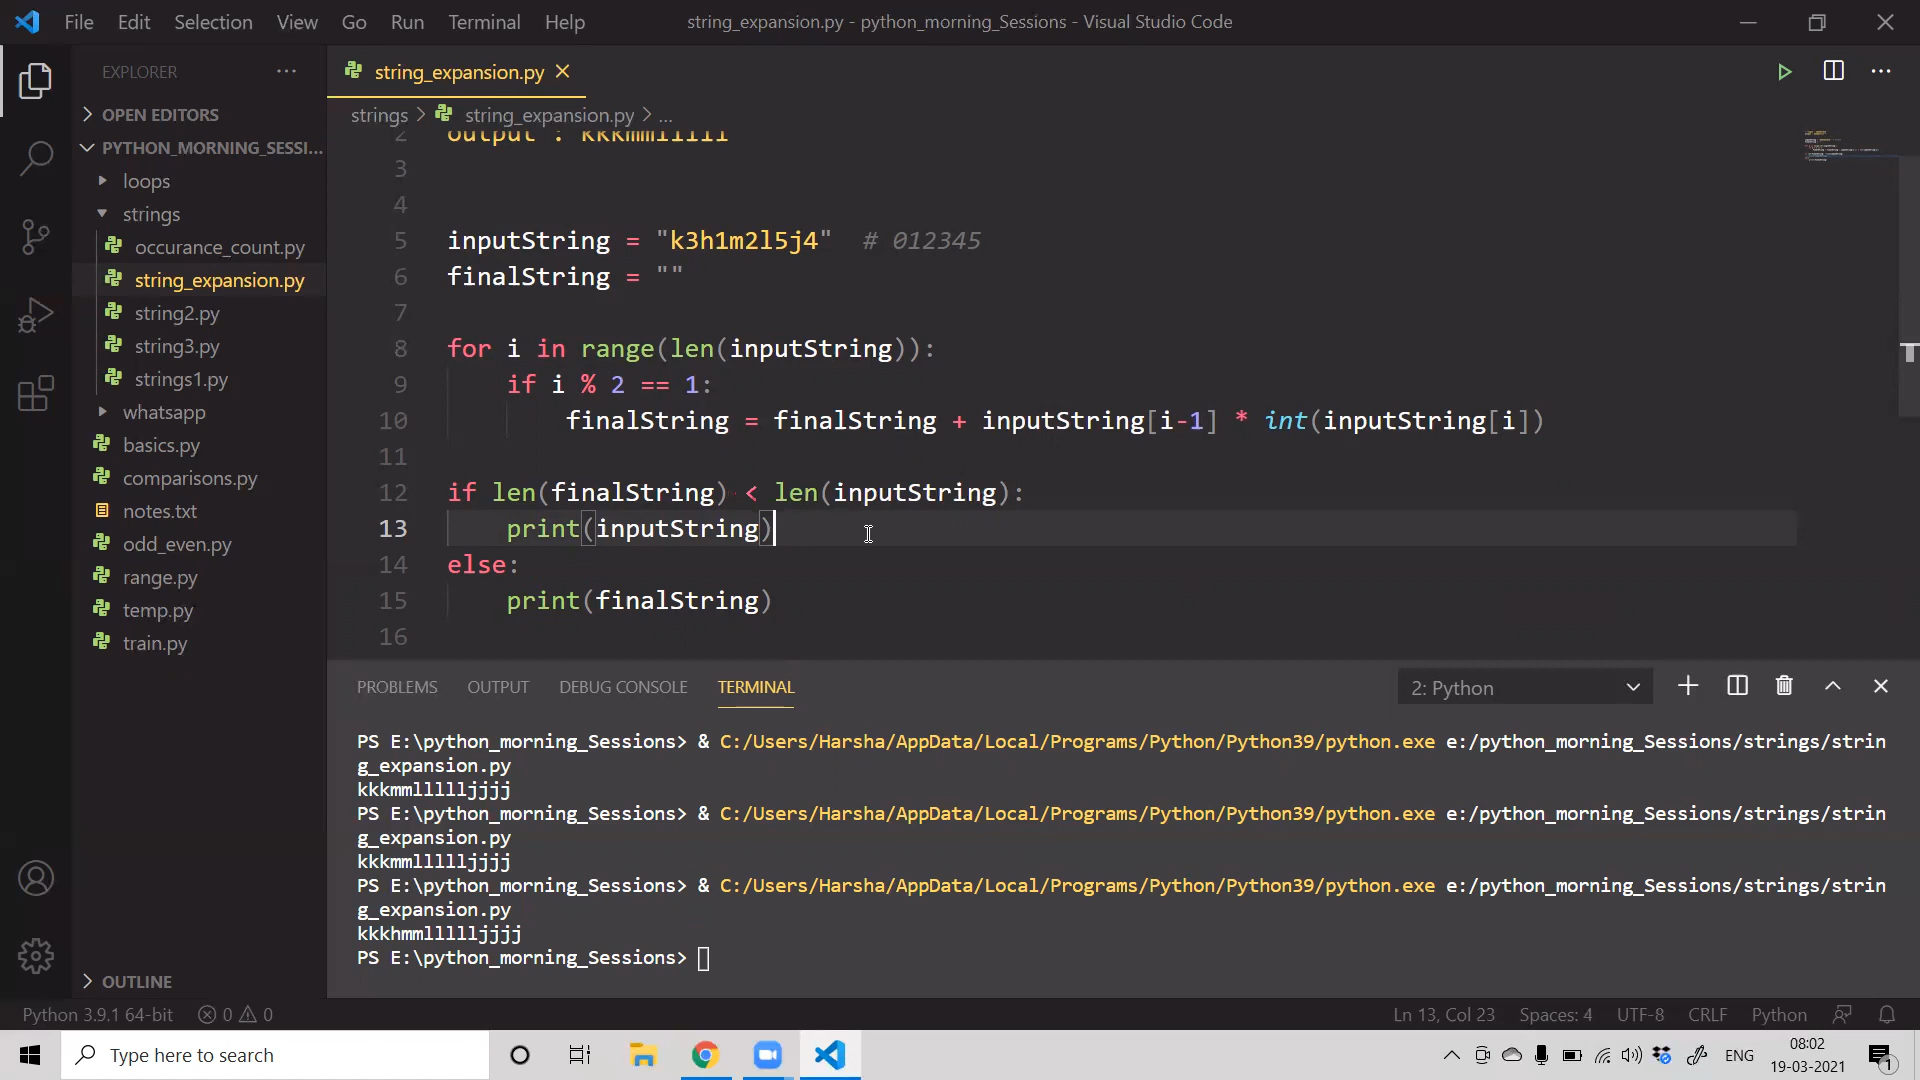 File Edit Selection View Go Run Terminal Help string_expansion.py - python_morning_Sessions - Visual Studio Code
EXPLORER
string_expansion.py
OPEN EDITORS
strings > string_expansion.py > ...
PYTHON_MORNING_SESSI...
loops
strings
occurance_count.py
string_expansion.py
string2.py
string3.py
strings1.py
whatsapp
basics.py
comparisons.py
notes.txt
odd_even.py
range.py
temp.py
train.py
OUTLINE
2 output : kkkmmlllll
3
4
5 inputString = "k3h1m2l5j4" # 012345
6 finalString = ""
7
8 for i in range(len(inputString)):
9 if i % 2 == 1:
10 finalString = finalString + inputString[i-1] * int(inputString[i])
11
12 if len(finalString) < len(inputString):
13 print(inputString)
14 else:
15 print(finalString)
16
PROBLEMS OUTPUT DEBUG CONSOLE TERMINAL 2: Python
PS E:\python_morning_Sessions> & C:/Users/Harsha/AppData/Local/Programs/Python/Python39/python.exe e:/python_morning_Sessions/strings/strin
g_expansion.py
kkkmmllllljjjj
PS E:\python_morning_Sessions> & C:/Users/Harsha/AppData/Local/Programs/Python/Python39/python.exe e:/python_morning_Sessions/strings/strin
g_expansion.py
kkkmmllllljjjj
PS E:\python_morning_Sessions> & C:/Users/Harsha/AppData/Local/Programs/Python/Python39/python.exe e:/python_morning_Sessions/strings/strin
g_expansion.py
kkkhmmllllljjjj
PS E:\python_morning_Sessions>
Python 3.9.1 64-bit 0 0 Ln 13, Col 23 Spaces: 4 UTF-8 CRLF Python
Type here to search
ENG
08:02
19-03-2021
1